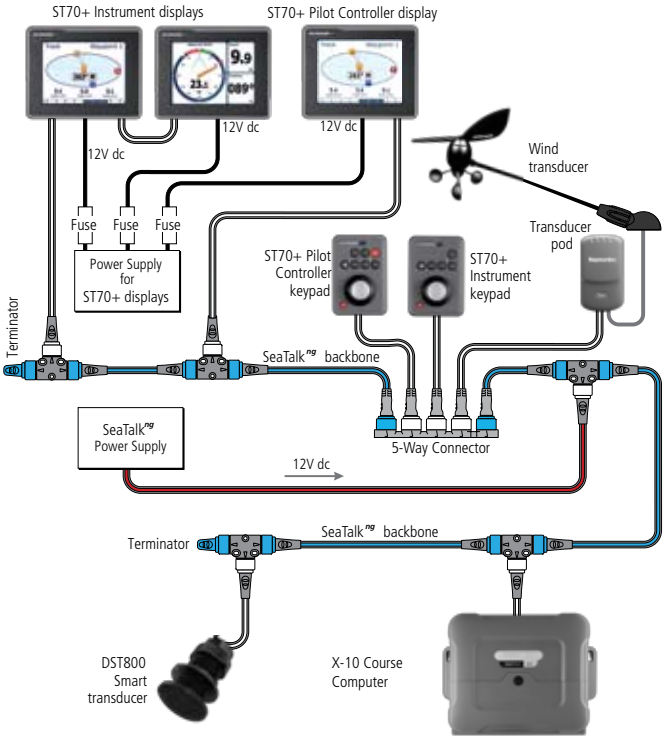 ST70+ Instrument displays
ST70+ Pilot Controller display
9.9
23.1
089°
12V dc
12V dc
12V dc
Wind
transducer
Fuse
Fuse
Fuse
Power Supply
for
ST70+ displays
ST70+ Pilot
Controller
keypad
ST70+
Instrument
keypad
Transducer
pod
Terminator
SeaTalkng backbone
5-Way Connector
SeaTalkng
Power Supply
12V dc
Terminator
SeaTalkng backbone
DST800
Smart
transducer
X-10 Course
Computer